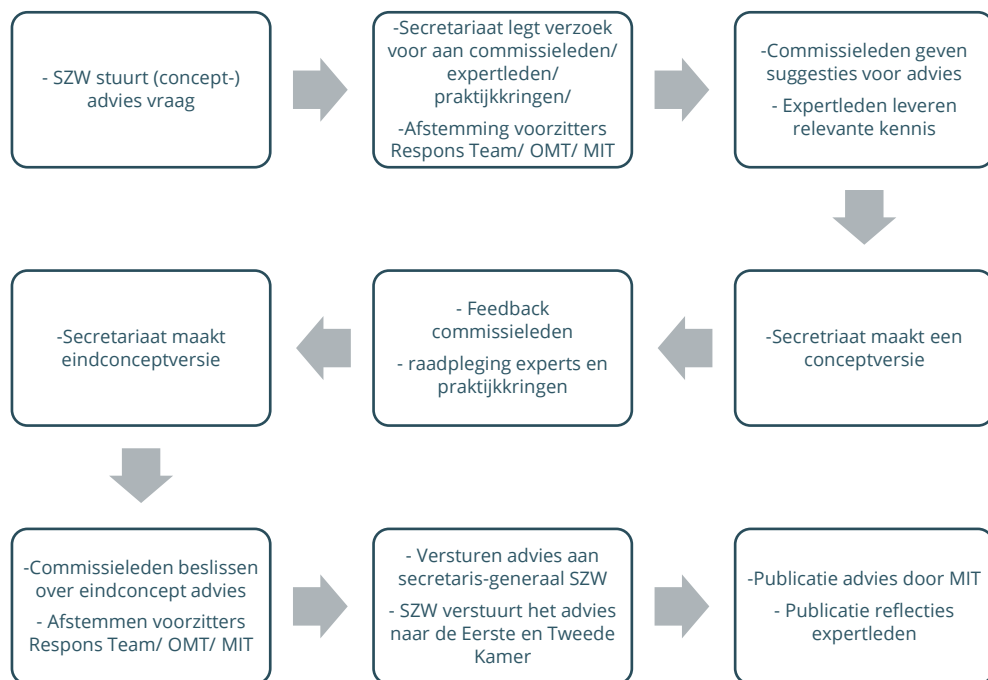 - SZW stuurt (concept-)
advies vraag
-Secretariaat legt verzoek
voor aan commissieleden/
expertleden/
praktijkkringen/
-Afstemming voorzitters
Respons Team/ OMT/ MIT
-Commissieleden geven
suggesties voor advies
- Expertleden leveren
relevante kennis
-Secretriaat maakt een
conceptversie
- Feedback
commissieleden
- raadpleging experts en
praktijkkringen
-Secretariaat maakt
eindconceptversie
-Commissieleden beslissen
over eindconcept advies
- Afstemmen voorzitters
Respons Team/ OMT/ MIT
- Versturen advies aan
secretaris-generaal SZW
- SZW verstuurt het advies
naar de Eerste en Tweede
Kamer
-Publicatie advies door MIT
- Publicatie reflecties
expertleden